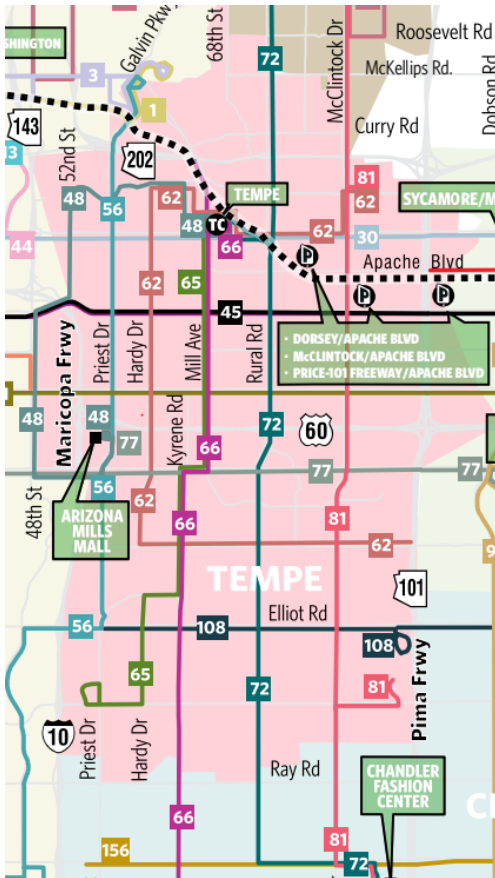 Galvin Pkwy
68th St
72
McClintock Dr
Roosevelt Rd
SHINGTON
3
McKellips Rd.
Dobson Rd
1
143
52nd St
202
Curry Rd
3
48
56
62
TEMPE
81
62
SYCAMORE/M
44
48
TC
66
62
30
Apache Blvd
P
62
65
P
P
45
Maricopa Frwy
Priest Dr
Hardy Dr
Mill Ave
Rural Rd
DORSEY/APACHE BLVD
McCLINTOCK/APACHE BLVD
PRICE-101 FREEWAY/APACHE BLVD
48
48
Kyrene Rd
72
60
77
66
77
77
56
48th St
62
ARIZONA
MILLS
MALL
66
81
62
9
TEMPE
101
Elliot Rd
56
108
108
65
72
81
Pima Frwy
10
Priest Dr
Hardy Dr
Ray Rd
CHANDLER
FASHION
CENTER
C
66
81
156
72